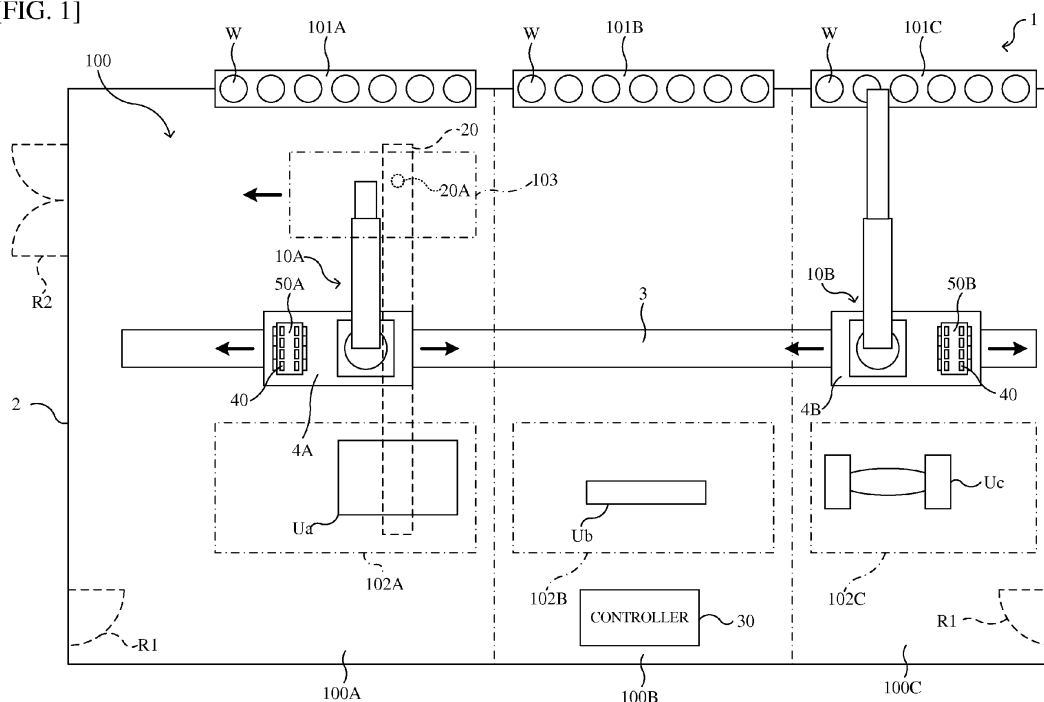 [FIG. 1]
W
101A
W
101B
W
101C
1
100
20
20A
103
R2
10A
50A
3
10B
50B
40
4A
4B
40
2
Ua
Ub
Uc
102A
102B
102C
CONTROLLER
30
R1
R1
100A
100B
100C